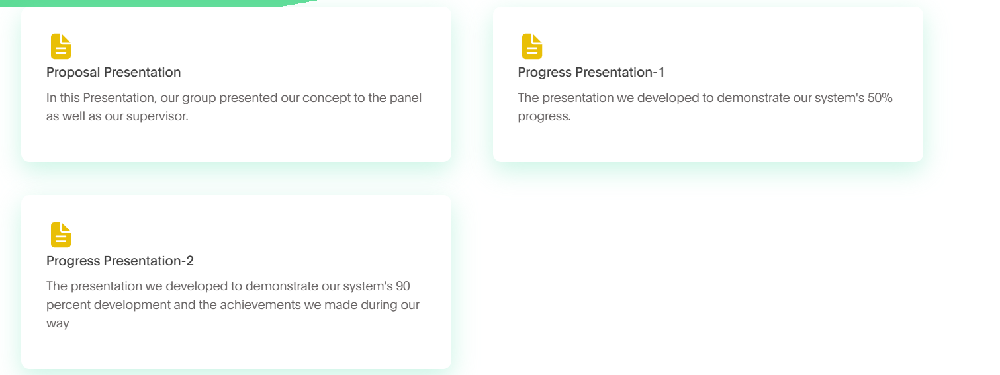 Proposal Presentation
In this Presentation, our group presented our concept to the panel
as well as our supervisor.
Progress Presentation-1
The presentation we developed to demonstrate our system's 50%
progress.
Progress Presentation-2
The presentation we developed to demonstrate our system's 90
percent development and the achievements we made during our
way